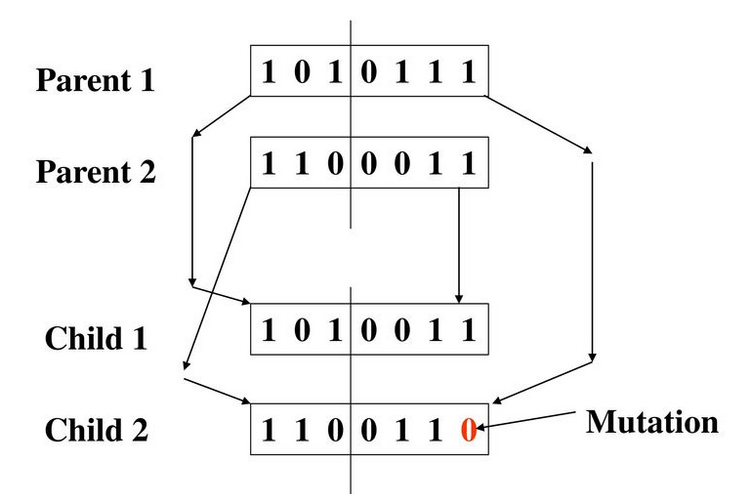 Parent 1 1 0 1 0 1 1 1
Parent 2 1 1 0 0 0 1 1
Child 1 1 0 1 0 0 1 1
Child 2 1 1 0 0 1 1 0 Mutation